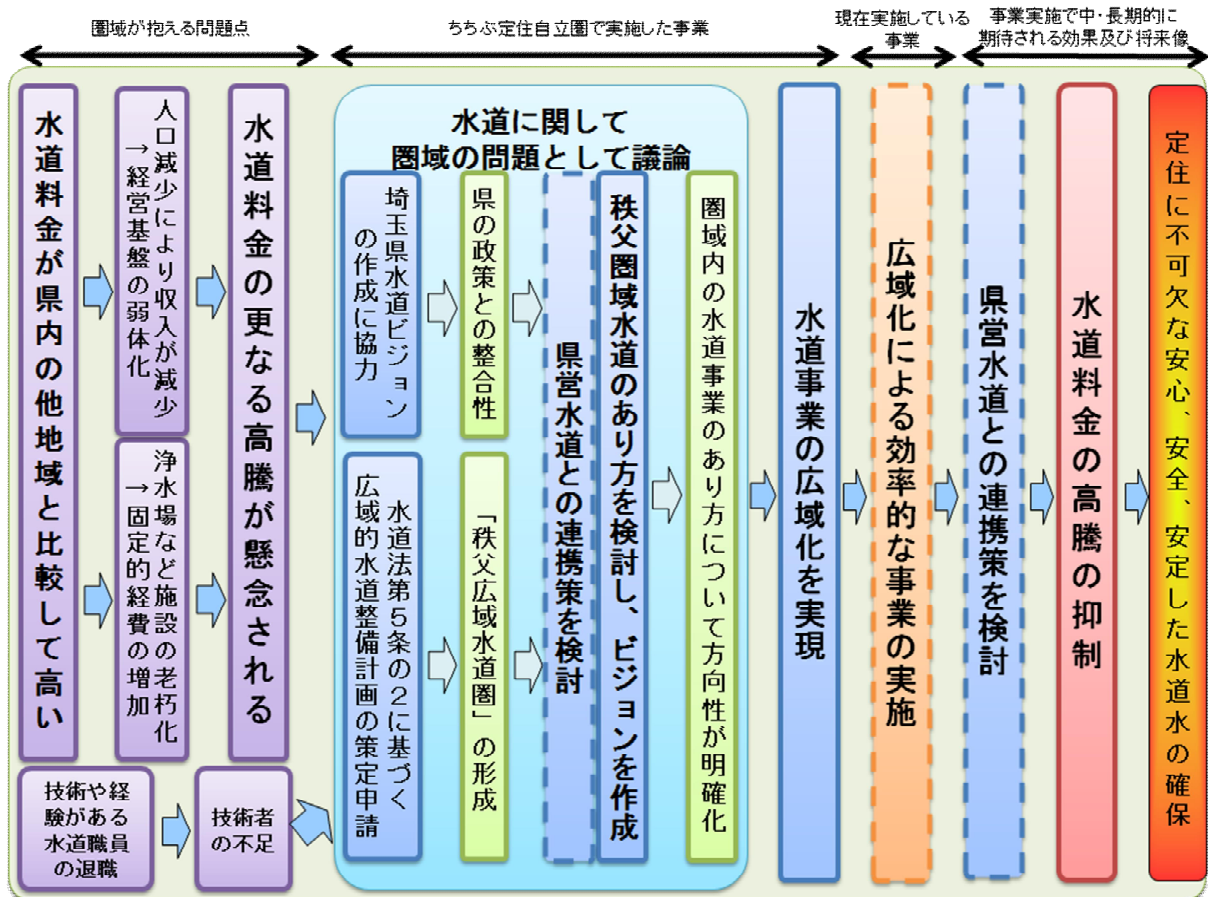 圏域が抱える問題点
ちちぶ定住自立圏で実施した事業
現在実施している
事業
事業実施で中・長期的に
期待される効果及び将来像
水道料金が県内の他地域と比較して高い
人口減少により収入が減少
→経営基盤の弱体化
浄水場など施設の老朽化
→固定的経費の増加
水道料金の更なる高騰が懸念される
技術や経
験がある
水道職員
の退職
技術者
の不足
水道に関して
圏域の問題として議論
埼玉県水道ビジョン
の作成に協力
県の政策との整合性
水道法第5条の2に基づく
広域的水道整備計画の策定申請
「秩父広域水道圏」の形成
県営水道との連携策を検討
秩父圏域水道のあり方を検討し、ビジョンを作成
圏域内の水道事業のあり方について方向性が明確化
水道事業の広域化を実現
広域化による効率的な事業の実施
県営水道との連携策を検討
水道料金の高騰の抑制
定住に不可欠な安心、安全、安定した水道水の確保